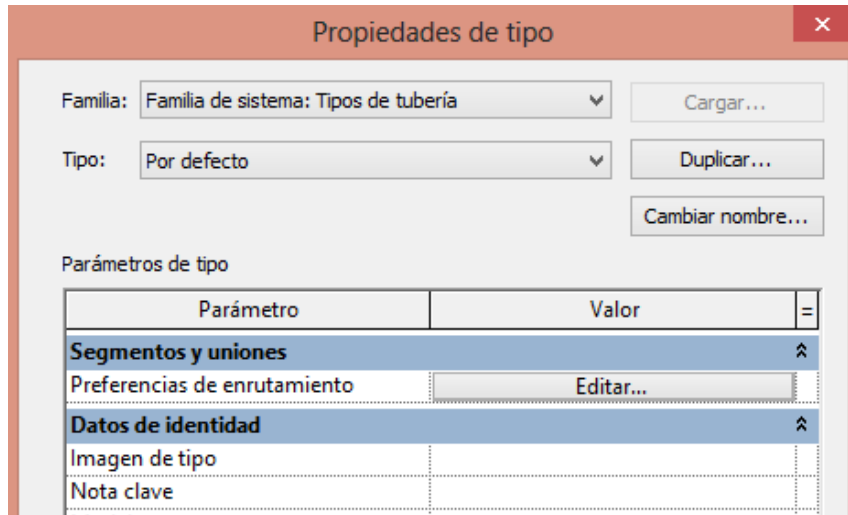 Propiedades de tipo
Familia: Familia de sistema: Tipos de tubería Cargar...
Tipo: Por defecto Duplicar...
Cambiar nombre...
Parámetros de tipo
Parámetro Valor =
Segmentos y uniones
Preferencias de enrutamiento Editar...
Datos de identidad
Imagen de tipo
Nota clave